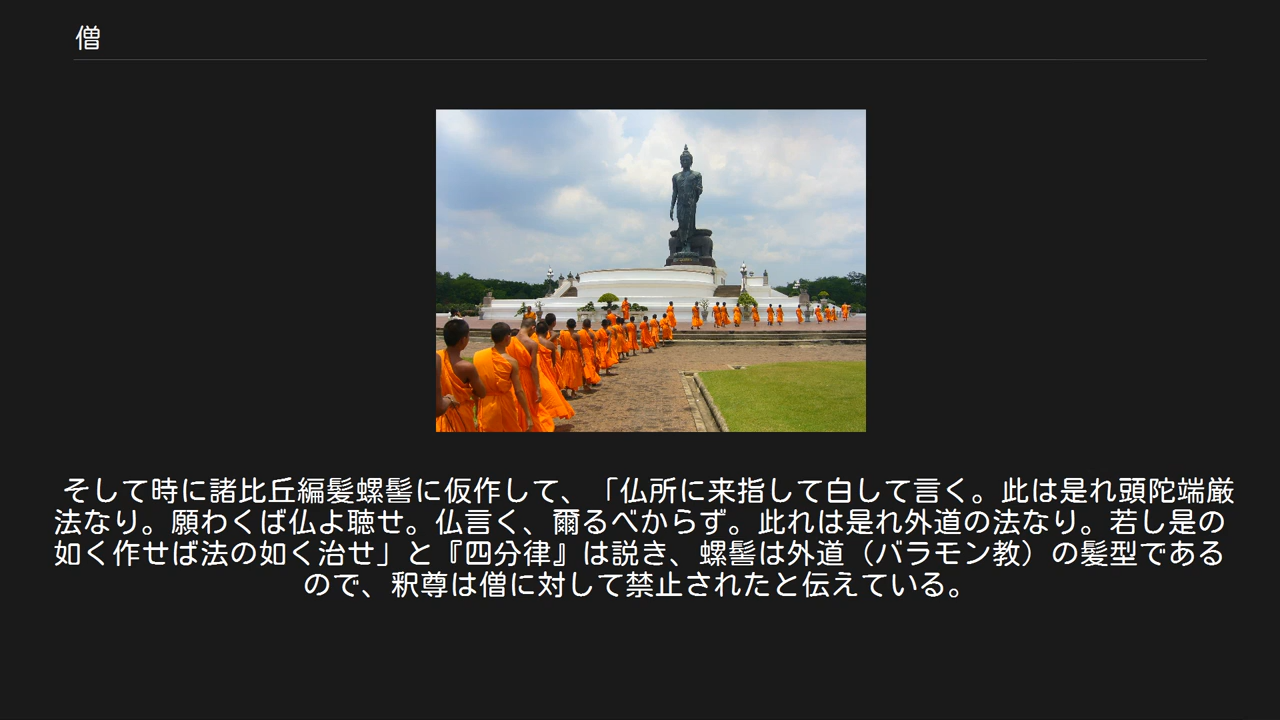 僧
そして時に諸比丘編髪螺髻に仮作して、「仏所に来指して白して言く。此は是れ頭陀端厳
法なり。願わくば仏よ聴せ。仏言く、爾るべからず。此れは是れ外道の法なり。若し是の
如く作せば法の如く治せ」と『四分律』は説き、螺髻は外道（バラモン教）の髪型である
ので、釈尊は僧に対して禁止されたと伝えている。